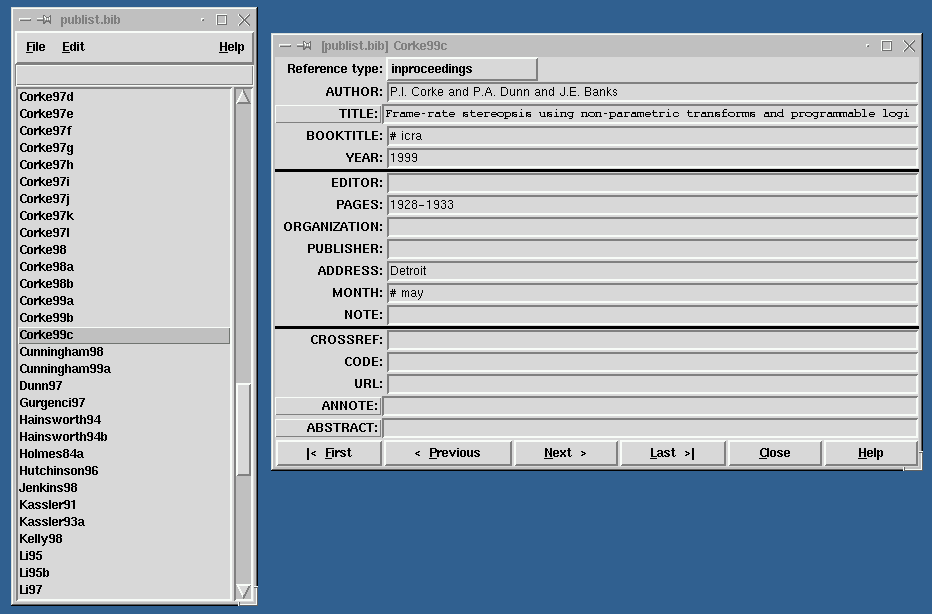 publist.bib
File Edit Help
Corke97d
Corke97e
Corke97f
Corke97g
Corke97h
Corke97i
Corke97j
Corke97k
Corke97l
Corke98
Corke98a
Corke98b
Corke99a
Corke99b
Corke99c
Cunningham98
Cunningham99a
Dunn97
Gurgenci97
Hainsworth94
Hainsworth94b
Holmes84a
Hutchinson96
Jenkins98
Kassler91
Kassler93a
Kelly98
Li95
Li95b
Li97
[publist.bib] Corke99c
Reference type: inproceedings
AUTHOR: P.I. Corke and P.A. Dunn and J.E. Banks
TITLE: Frame-rate stereopsis using non-parametric transforms and programmable logi
BOOKTITLE: # icra
YEAR: 1999
EDITOR:
PAGES: 1928-1933
ORGANIZATION:
PUBLISHER:
ADDRESS: Detroit
MONTH: # may
NOTE:
CROSSREF:
CODE:
URL:
ANNOTE:
ABSTRACT:
|< First < Previous Next > Last >| Close Help